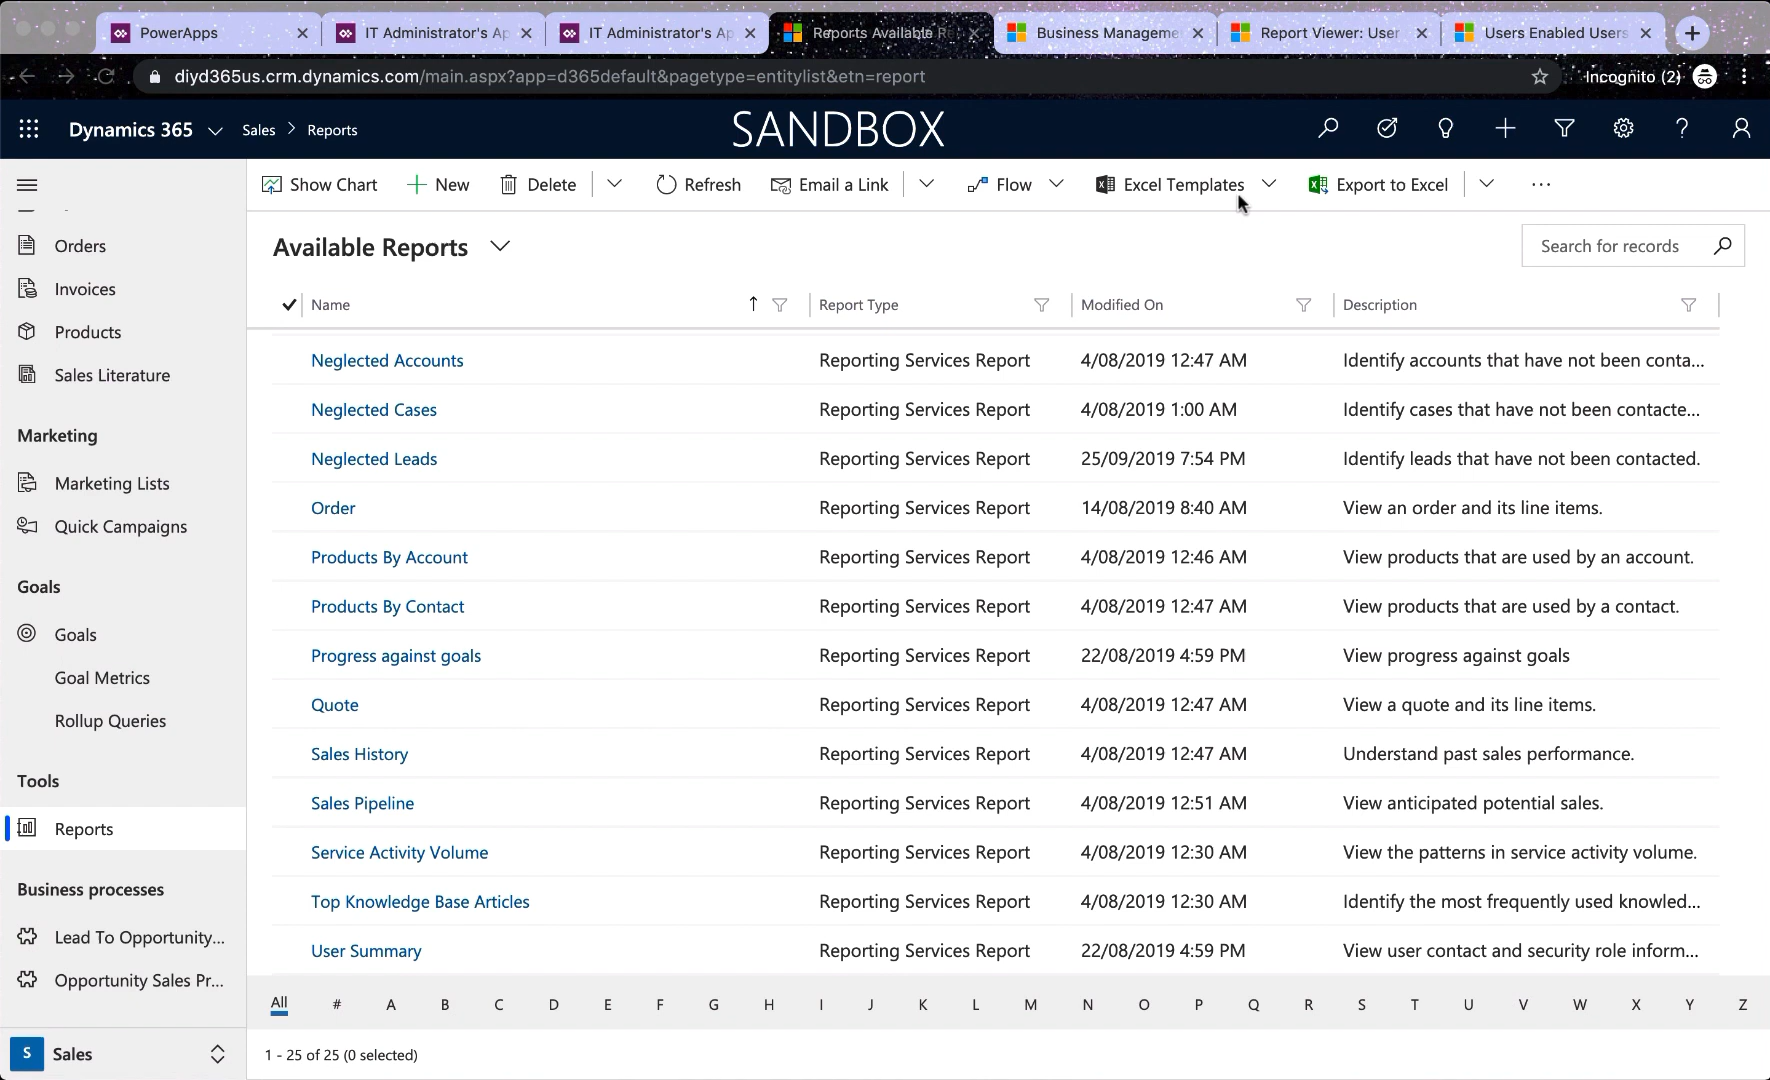 PowerApps
IT Administrator's Ap
IT Administrator's Ap
Reports Available R
Business Manageme
Report Viewer: User
Users Enabled Users
diyd365us.crm.dynamics.com/main.aspx?app=d365default&pagetype=entitylist&etn=report
Incognito (2)
Dynamics 365
Sales > Reports
SANDBOX
Show Chart
New
Delete
Refresh
Email a Link
Flow
Excel Templates
Export to Excel
Orders
Invoices
Products
Sales Literature
Marketing
Marketing Lists
Quick Campaigns
Goals
Goals
Goal Metrics
Rollup Queries
Tools
Reports
Business processes
Lead To Opportunity...
Opportunity Sales Pr...
S Sales
Available Reports
Search for records
Name Report Type Modified On Description
Neglected Accounts Reporting Services Report 4/08/2019 12:47 AM Identify accounts that have not been conta...
Neglected Cases Reporting Services Report 4/08/2019 1:00 AM Identify cases that have not been contacte...
Neglected Leads Reporting Services Report 25/09/2019 7:54 PM Identify leads that have not been contacted.
Order Reporting Services Report 14/08/2019 8:40 AM View an order and its line items.
Products By Account Reporting Services Report 4/08/2019 12:46 AM View products that are used by an account.
Products By Contact Reporting Services Report 4/08/2019 12:47 AM View products that are used by a contact.
Progress against goals Reporting Services Report 22/08/2019 4:59 PM View progress against goals
Quote Reporting Services Report 4/08/2019 12:47 AM View a quote and its line items.
Sales History Reporting Services Report 4/08/2019 12:47 AM Understand past sales performance.
Sales Pipeline Reporting Services Report 4/08/2019 12:51 AM View anticipated potential sales.
Service Activity Volume Reporting Services Report 4/08/2019 12:30 AM View the patterns in service activity volume.
Top Knowledge Base Articles Reporting Services Report 4/08/2019 12:30 AM Identify the most frequently used knowled...
User Summary Reporting Services Report 22/08/2019 4:59 PM View user contact and security role inform...
All # A B C D E F G H I J K L M N O P Q R S T U V W X Y Z
1 - 25 of 25 (0 selected)